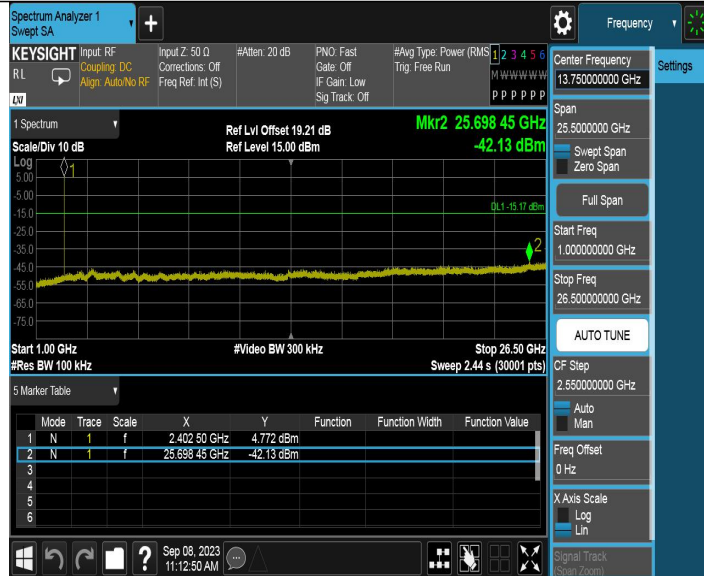 Spectrum Analyzer 1
Swept SA
Frequency
KEYSIGHT
RL
LXI
Input: RF
Coupling: DC
Align: Auto/No RF
Input Z: 50 Ω
Corrections: Off
Freq Ref: Int (S)
#Atten: 20 dB
PNO: Fast
Gate: Off
IF Gain: Low
Sig Track: Off
#Avg Type: Power (RMS
Trig: Free Run
1 2 3 4 5 6
M W W W W W
P P P P P P
Settings
1 Spectrum
Scale/Div 10 dB
Ref Lvl Offset 19.21 dB
Ref Level 15.00 dBm
Mkr2 25.698 45 GHz
-42.13 dBm
Log
5.00
-5.00
-15.0
-25.0
-35.0
-45.0
-55.0
-65.0
-75.0
1
DL1 -15.17 dBm
2
Start 1.00 GHz
#Res BW 100 kHz
#Video BW 300 kHz
Stop 26.50 GHz
Sweep 2.44 s (30001 pts)
5 Marker Table
Mode Trace Scale X Y Function Function Width Function Value
1 N 1 f 2.402 50 GHz 4.772 dBm
2 N 1 f 25.698 45 GHz -42.13 dBm
3
4
5
6
Center Frequency
13.750000000 GHz
Span
25.5000000 GHz
Swept Span
Zero Span
Full Span
Start Freq
1.000000000 GHz
Stop Freq
26.500000000 GHz
AUTO TUNE
CF Step
2.550000000 GHz
Auto
Man
Freq Offset
0 Hz
X Axis Scale
Log
Lin
Signal Track
(Span Zoom)
?
Sep 08, 2023
11:12:50 AM